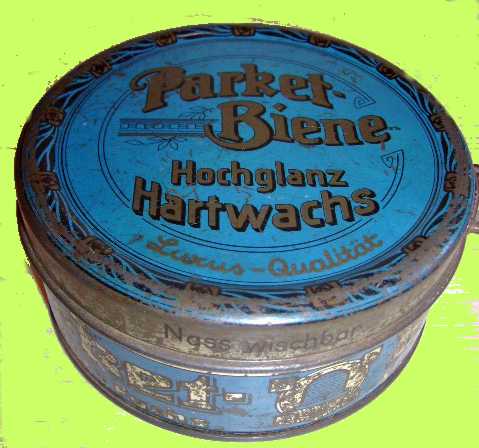 Parket-
Biene
Hochglanz
Hartwachs
Luxus-Qualität
Nass wischbar